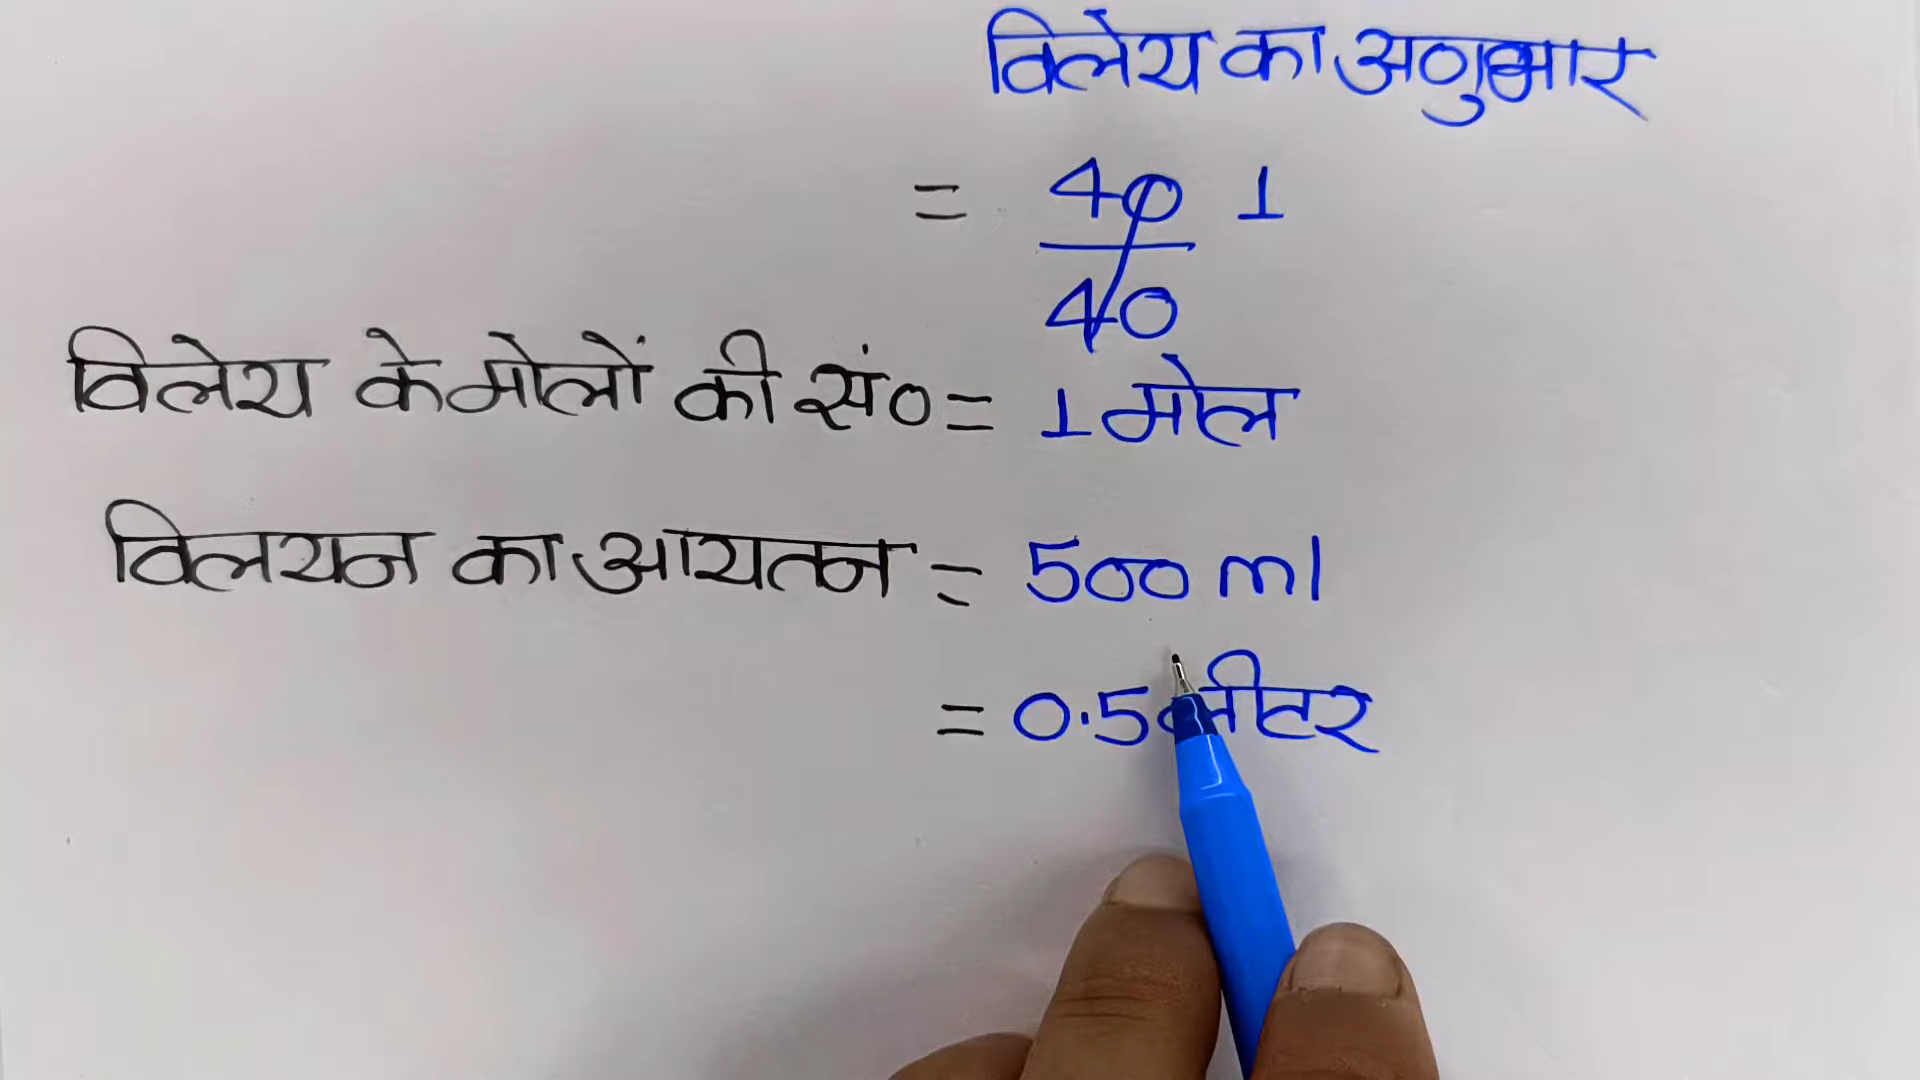 विलेय का अणुभार
= 40 1
40
विलेय के मोलों की सं० = 1 मोल
विलयन का आयतन = 500 ml
= 0.5 लीटर